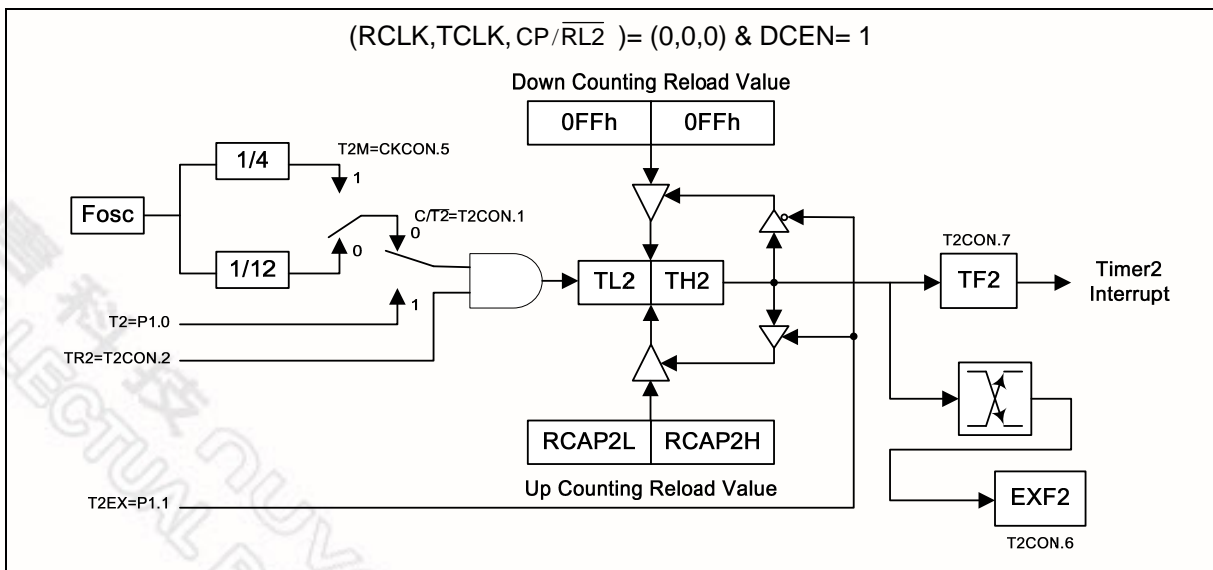 (RCLK,TCLK, CP/RL2 )= (0,0,0) & DCEN= 1
Down Counting Reload Value
0FFh 0FFh
1/4
T2M=CKCON.5
1
Fosc
C/T2=T2CON.1
0
1/12
0
1
T2=P1.0
TR2=T2CON.2
TL2 TH2
T2CON.7
TF2
Timer2
Interrupt
RCAP2L RCAP2H
Up Counting Reload Value
T2EX=P1.1
EXF2
T2CON.6
科技